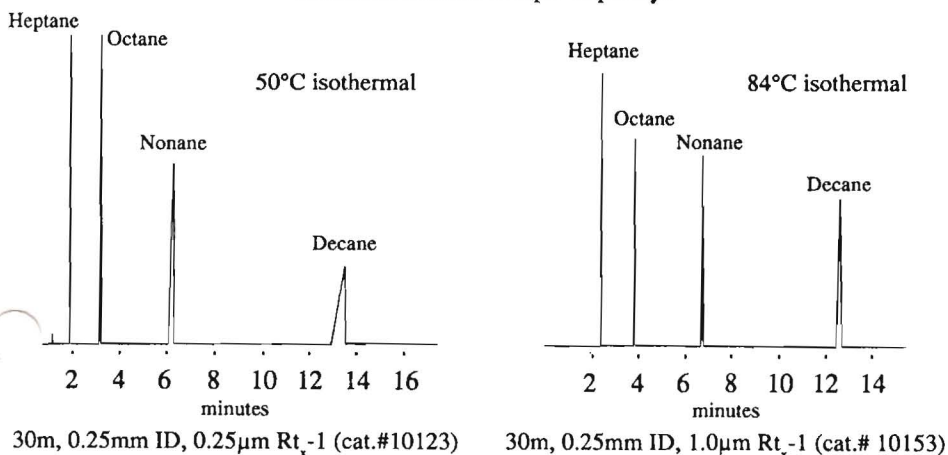 Heptane
Octane
50°C isothermal
Nonane
Decane
2 4 6 8 10 12 14 16
minutes
30m, 0.25mm ID, 0.25µm Rtx-1 (cat.#10123)
Heptane
84°C isothermal
Octane
Nonane
Decane
2 4 6 8 10 12 14
minutes
30m, 0.25mm ID, 1.0µm Rtx-1 (cat.# 10153)